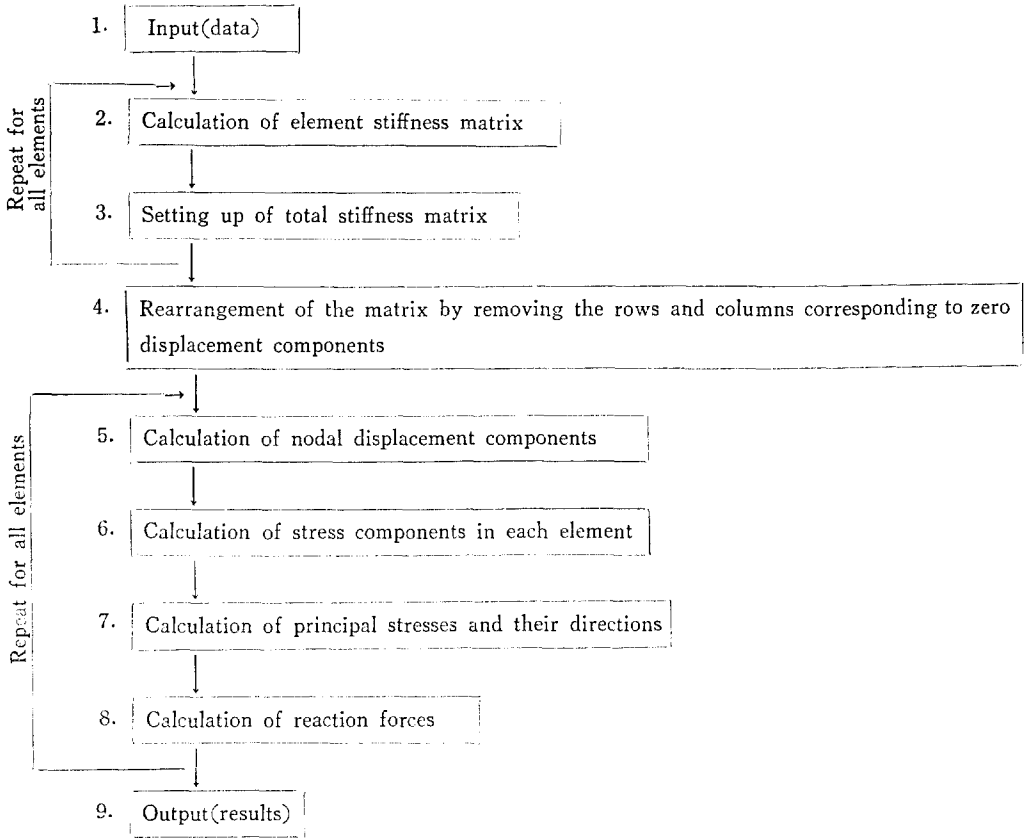 1. Input(data)
Repeat for
all elements
2. Calculation of element stiffness matrix
3. Setting up of total stiffness matrix
4. Rearrangement of the matrix by removing the rows and columns corresponding to zero
displacement components
Repeat for all elements
5. Calculation of nodal displacement components
6. Calculation of stress components in each element
7. Calculation of principal stresses and their directions
8. Calculation of reaction forces
9. Output(results)